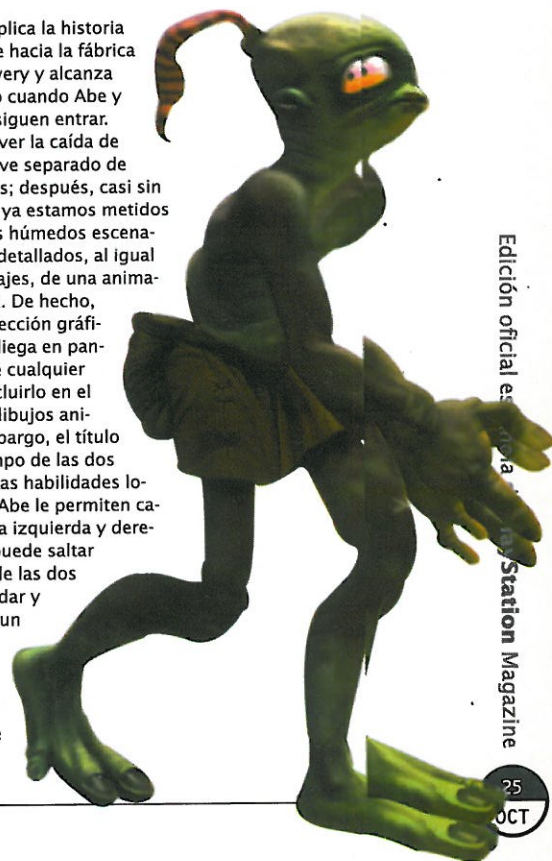 plica la historia
e hacia la fábrica
very y alcanza
o cuando Abe y
siguen entrar.
ver la caída de
ve separado de
s; después, casi sin
ya estamos metidos
s húmedos escena-
detallados, al igual
ajes, de una anima-
. De hecho,
ección gráfi-
liega en pan-
e cualquier
cluirlo en el
dibujos ani-
bargo, el título
npo de las dos
as habilidades lo-
Abe le permiten ca-
a izquierda y dere-
puede saltar
de las dos
dar y
un
e
Edición oficial es ola ayStation Magazine
25
OCT